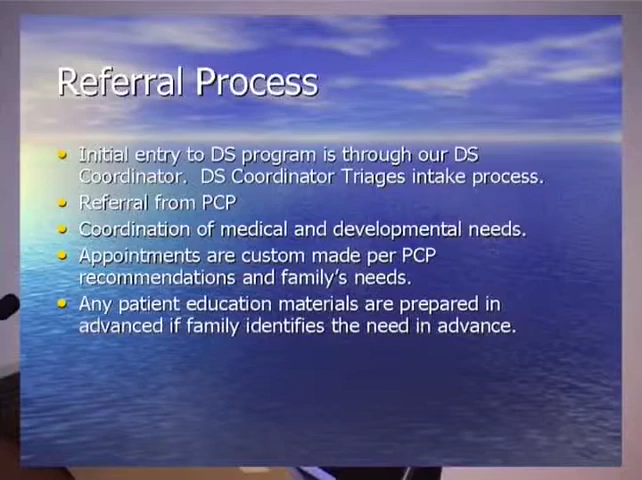 Referral Process
• Initial entry to DS program is through our DS
Coordinator. DS Coordinator Triages intake process.
• Referral from PCP
• Coordination of medical and developmental needs.
• Appointments are custom made per PCP
recommendations and family's needs.
• Any patient education materials are prepared in
advanced if family identifies the need in advance.